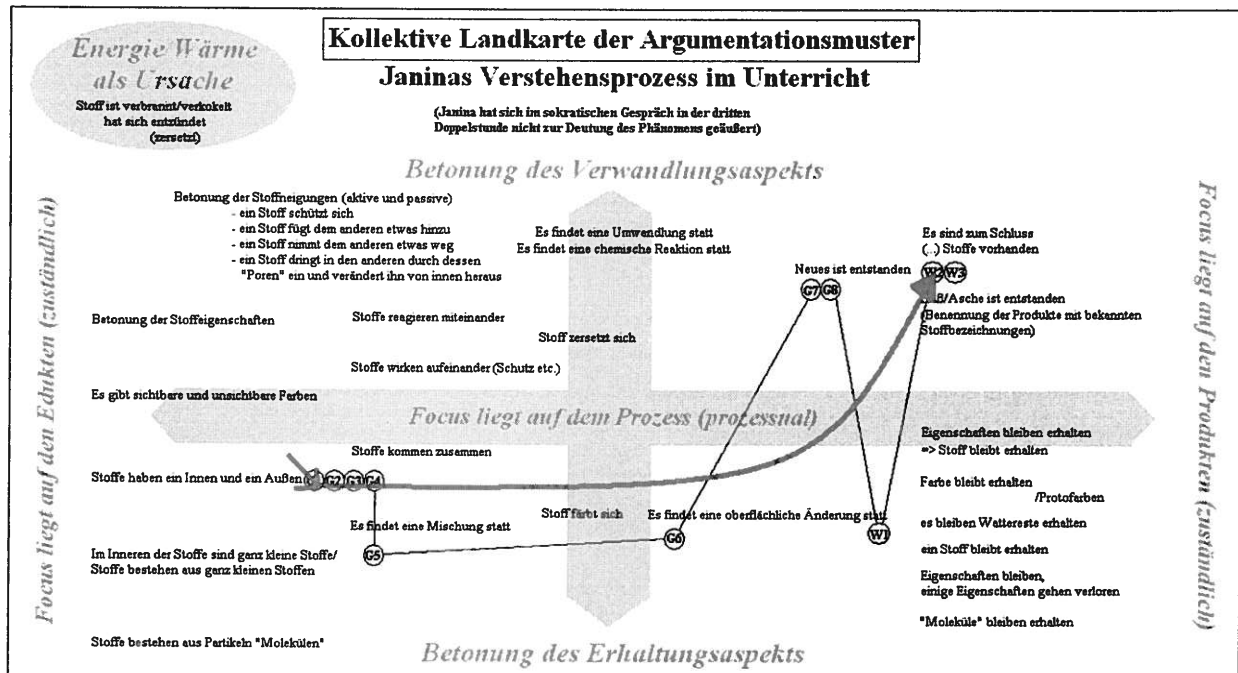 Energie Wärme
als Ursache
Stoff ist verbrannt/verkokelt
hat sich entzündet
(zersetzt)
Kollektive Landkarte der Argumentationsmuster
Janinas Verstehensprozess im Unterricht
(Janina hat sich im sokratischen Gespräch in der dritten
Doppelstunde nicht zur Deutung des Phänomens geäußert)
Betonung des Verwandlungsaspekts
Focus liegt auf den Edukten (zuständlich)
Betonung der Stoffneigungen (aktive und passive)
- ein Stoff schützt sich
- ein Stoff fügt dem anderen etwas hinzu
- ein Stoff nimmt dem anderen etwas weg
- ein Stoff dringt in den anderen durch dessen
"Poren" ein und verändert ihn von innen heraus
Es findet eine Umwandlung statt
Es findet eine chemische Reaktion statt
Es sind zum Schluss
(...) Stoffe vorhanden
Neues ist entstanden
W2 W3
G7 G8
/Asche ist entstanden
(Benennung der Produkte mit bekannten
Stoffbezeichnungen)
Betonung der Stoffeigenschaften
Stoffe reagieren miteinander
Stoff zersetzt sich
Stoffe wirken aufeinander (Schutz etc.)
Es gibt sichtbare und unsichtbare Farben
Focus liegt auf dem Prozess (prozessual)
Focus liegt auf den Produkten (zuständlich)
Eigenschaften bleiben erhalten
=> Stoff bleibt erhalten
Stoffe kommen zusammen
Stoffe haben ein Innen und ein Außen
G2 G3 G4
Farbe bleibt erhalten
/Protofarben
Stoff färbt sich
Es findet eine oberflächliche Änderung statt
Es findet eine Mischung statt
es bleiben Wattereste erhalten
G5
G6
W1
Im Inneren der Stoffe sind ganz kleine Stoffe/
Stoffe bestehen aus ganz kleinen Stoffen
ein Stoff bleibt erhalten
Eigenschaften bleiben,
einige Eigenschaften gehen verloren
"Moleküle" bleiben erhalten
Stoffe bestehen aus Partikeln "Molekülen"
Betonung des Erhaltungsaspekts